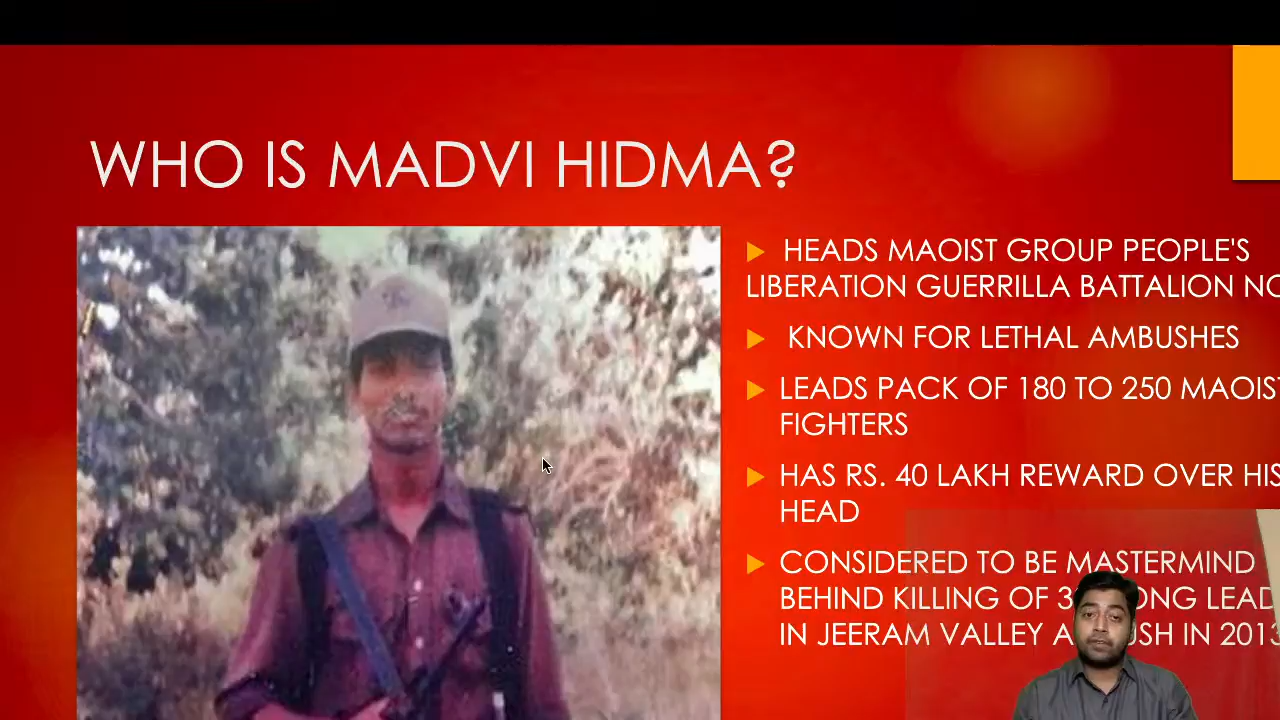 WHO IS MADVI HIDMA?
HEADS MAOIST GROUP PEOPLE'S
LIBERATION GUERRILLA BATTALION
KNOWN FOR LETHAL AMBUSHES
LEADS PACK OF 180 TO 250
FIGHTERS
HAS RS. 40 LAKH REWARD OVER
HEAD
CONSIDERED TO BE MASTERMIND
BEHIND KILLING OF
IN JEERAM VALLEY IN 2013